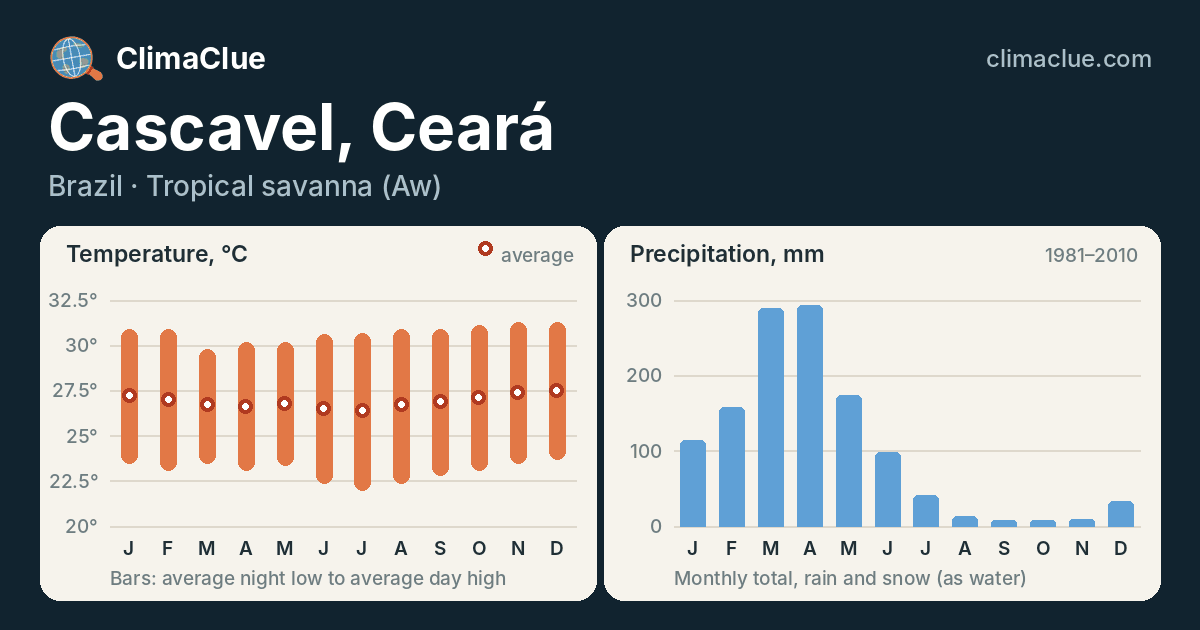 ClimaClue
climaclue.com
Cascavel, Ceará
Brazil · Tropical savanna (Aw)
Temperature, °C
average
32.5°
30°
27.5°
25°
22.5°
20°
J F M A M J J A S O N D
Bars: average night low to average day high
Precipitation, mm
1981–2010
300
200
100
0
J F M A M J J A S O N D
Monthly total, rain and snow (as water)